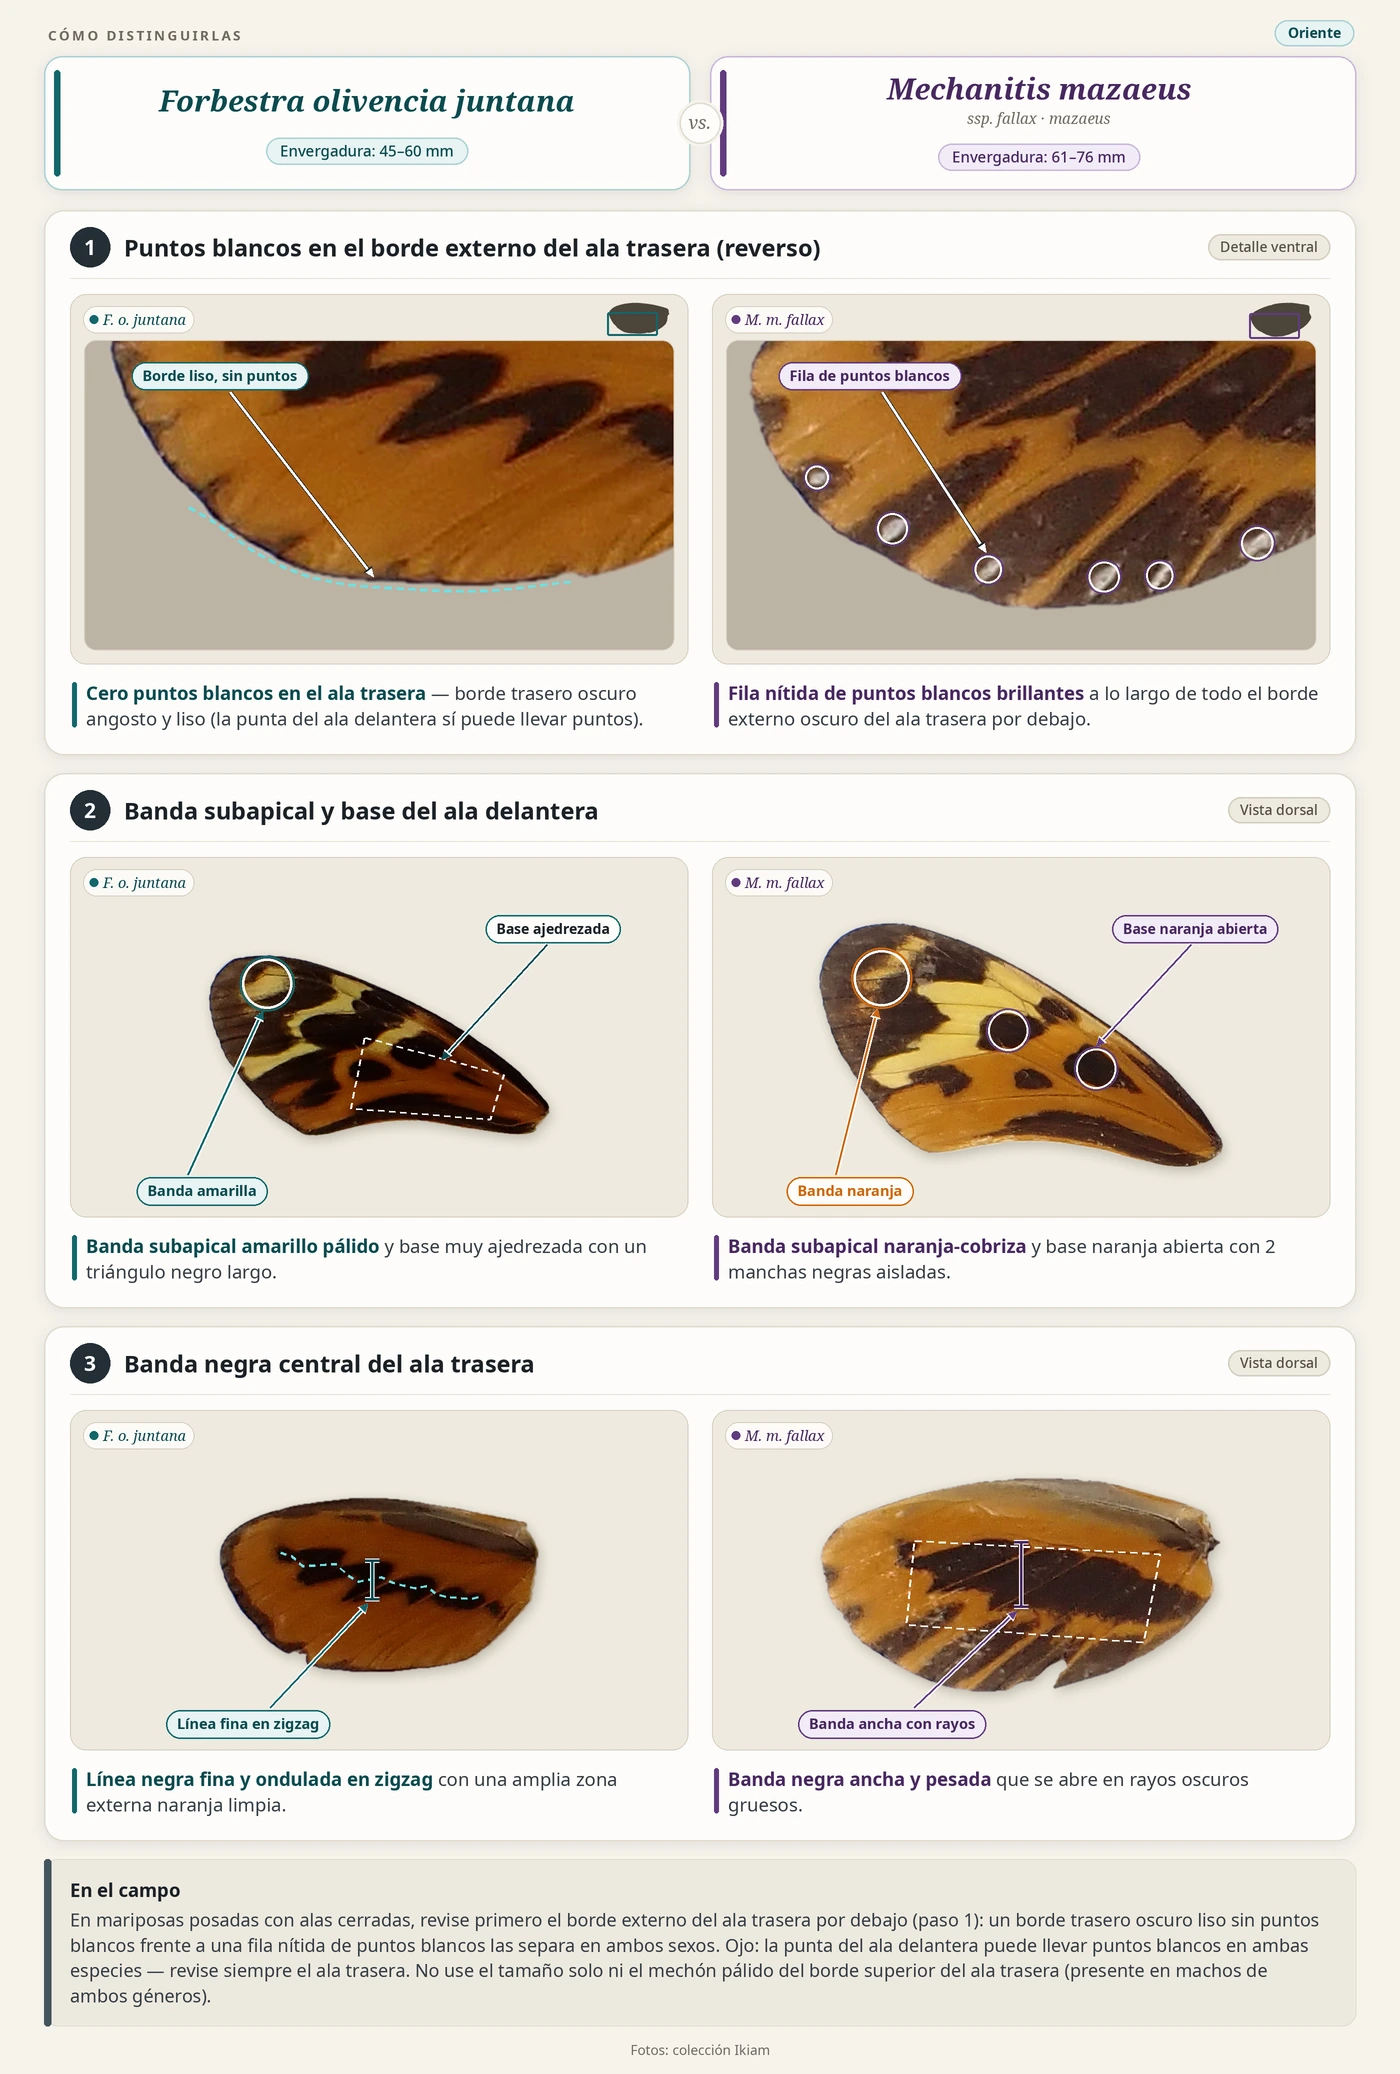 CÓMO DISTINGUIRLAS
Oriente
Forbestra olivencia juntana
Envergadura: 45–60 mm
vs.
Mechanitis mazaeus
ssp. fallax · mazaeus
Envergadura: 61–76 mm
1 Puntos blancos en el borde externo del ala trasera (reverso)
Detalle ventral
F. o. juntana
Borde liso, sin puntos
M. m. fallax
Fila de puntos blancos
Cero puntos blancos en el ala trasera — borde trasero oscuro
angosto y liso (la punta del ala delantera sí puede llevar puntos).
Fila nítida de puntos blancos brillantes a lo largo de todo el borde
externo oscuro del ala trasera por debajo.
2 Banda subapical y base del ala delantera
Vista dorsal
F. o. juntana
Base ajedrezada
Banda amarilla
M. m. fallax
Base naranja abierta
Banda naranja
Banda subapical amarillo pálido y base muy ajedrezada con un
triángulo negro largo.
Banda subapical naranja-cobriza y base naranja abierta con 2
manchas negras aisladas.
3 Banda negra central del ala trasera
Vista dorsal
F. o. juntana
Línea fina en zigzag
M. m. fallax
Banda ancha con rayos
Línea negra fina y ondulada en zigzag con una amplia zona
externa naranja limpia.
Banda negra ancha y pesada que se abre en rayos oscuros
gruesos.
En el campo
En mariposas posadas con alas cerradas, revise primero el borde externo del ala trasera por debajo (paso 1): un borde trasero oscuro liso sin puntos
blancos frente a una fila nítida de puntos blancos las separa en ambos sexos. Ojo: la punta del ala delantera puede llevar puntos blancos en ambas
especies — revise siempre el ala trasera. No use el tamaño solo ni el mechón pálido del borde superior del ala trasera (presente en machos de
ambos géneros).
Fotos: colección Ikiam